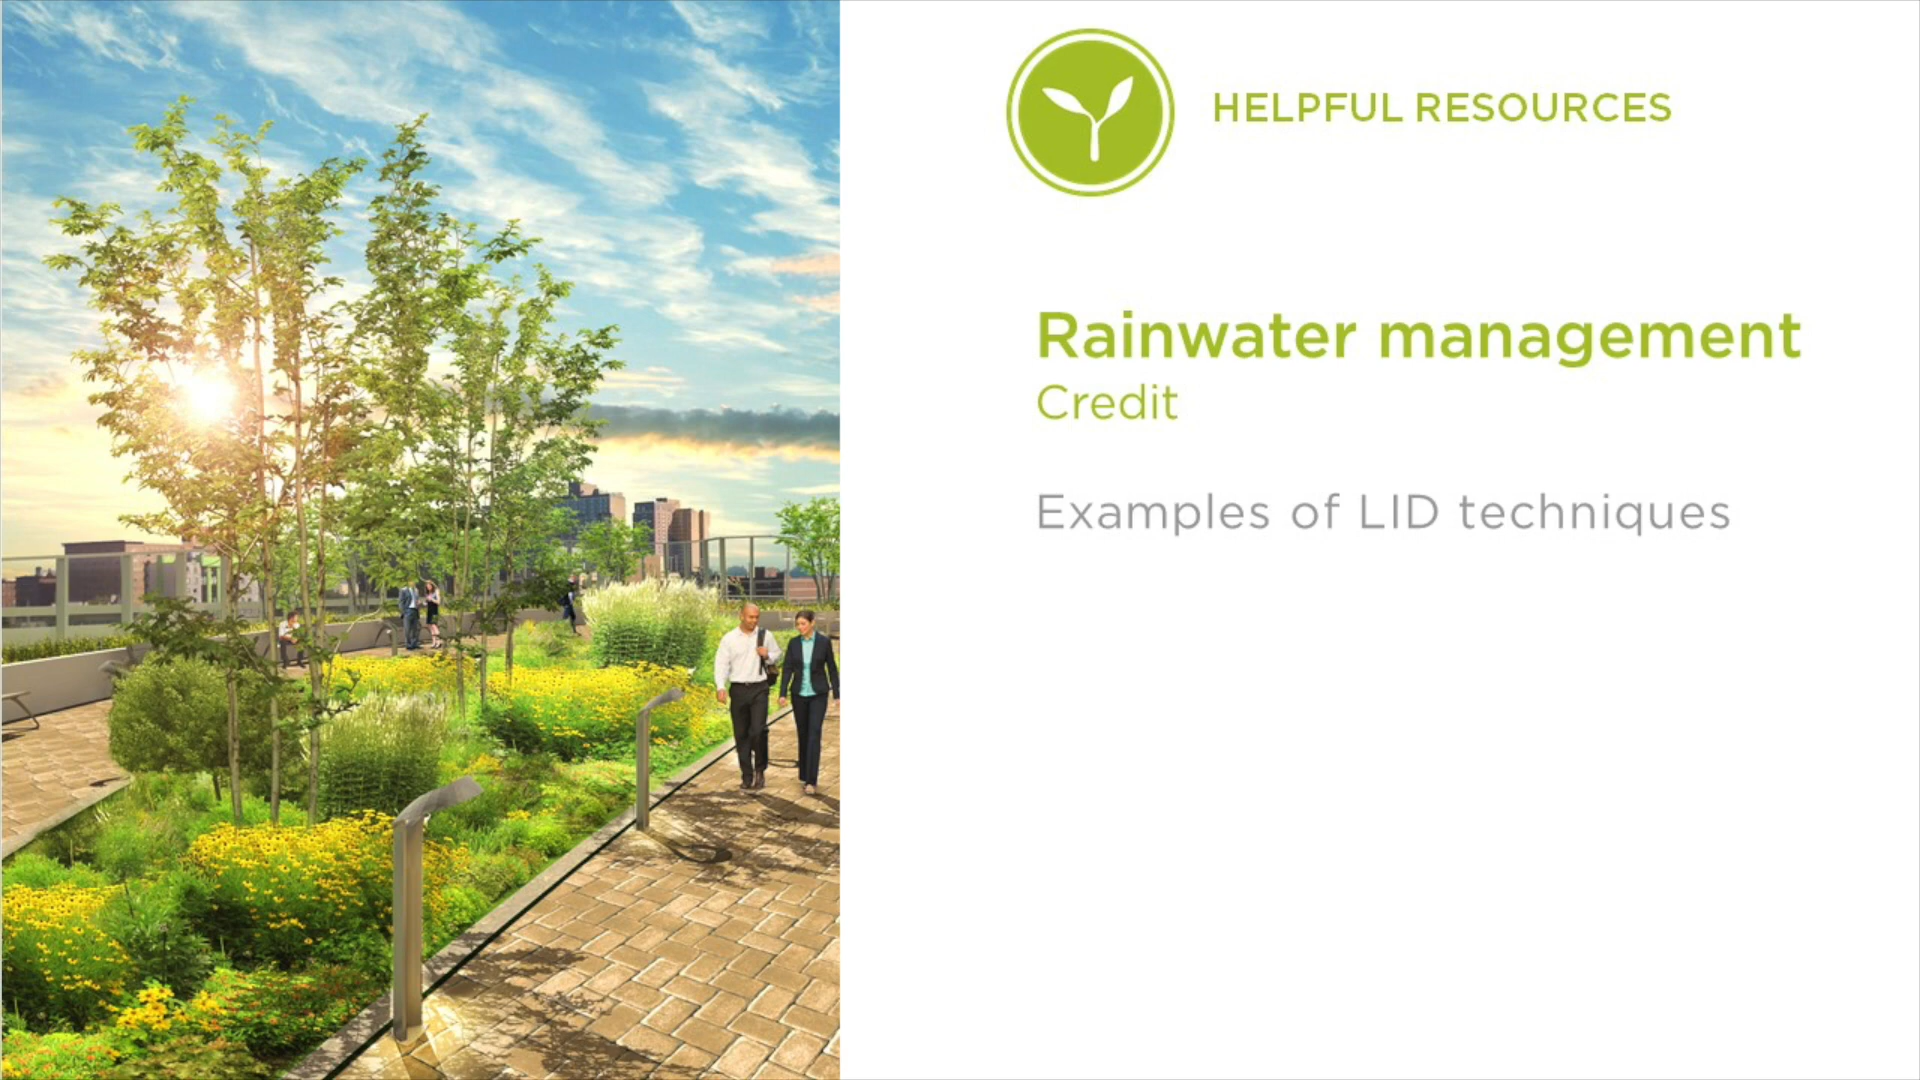 HELPFUL RESOURCES
Rainwater management
Credit
Examples of LID techniques